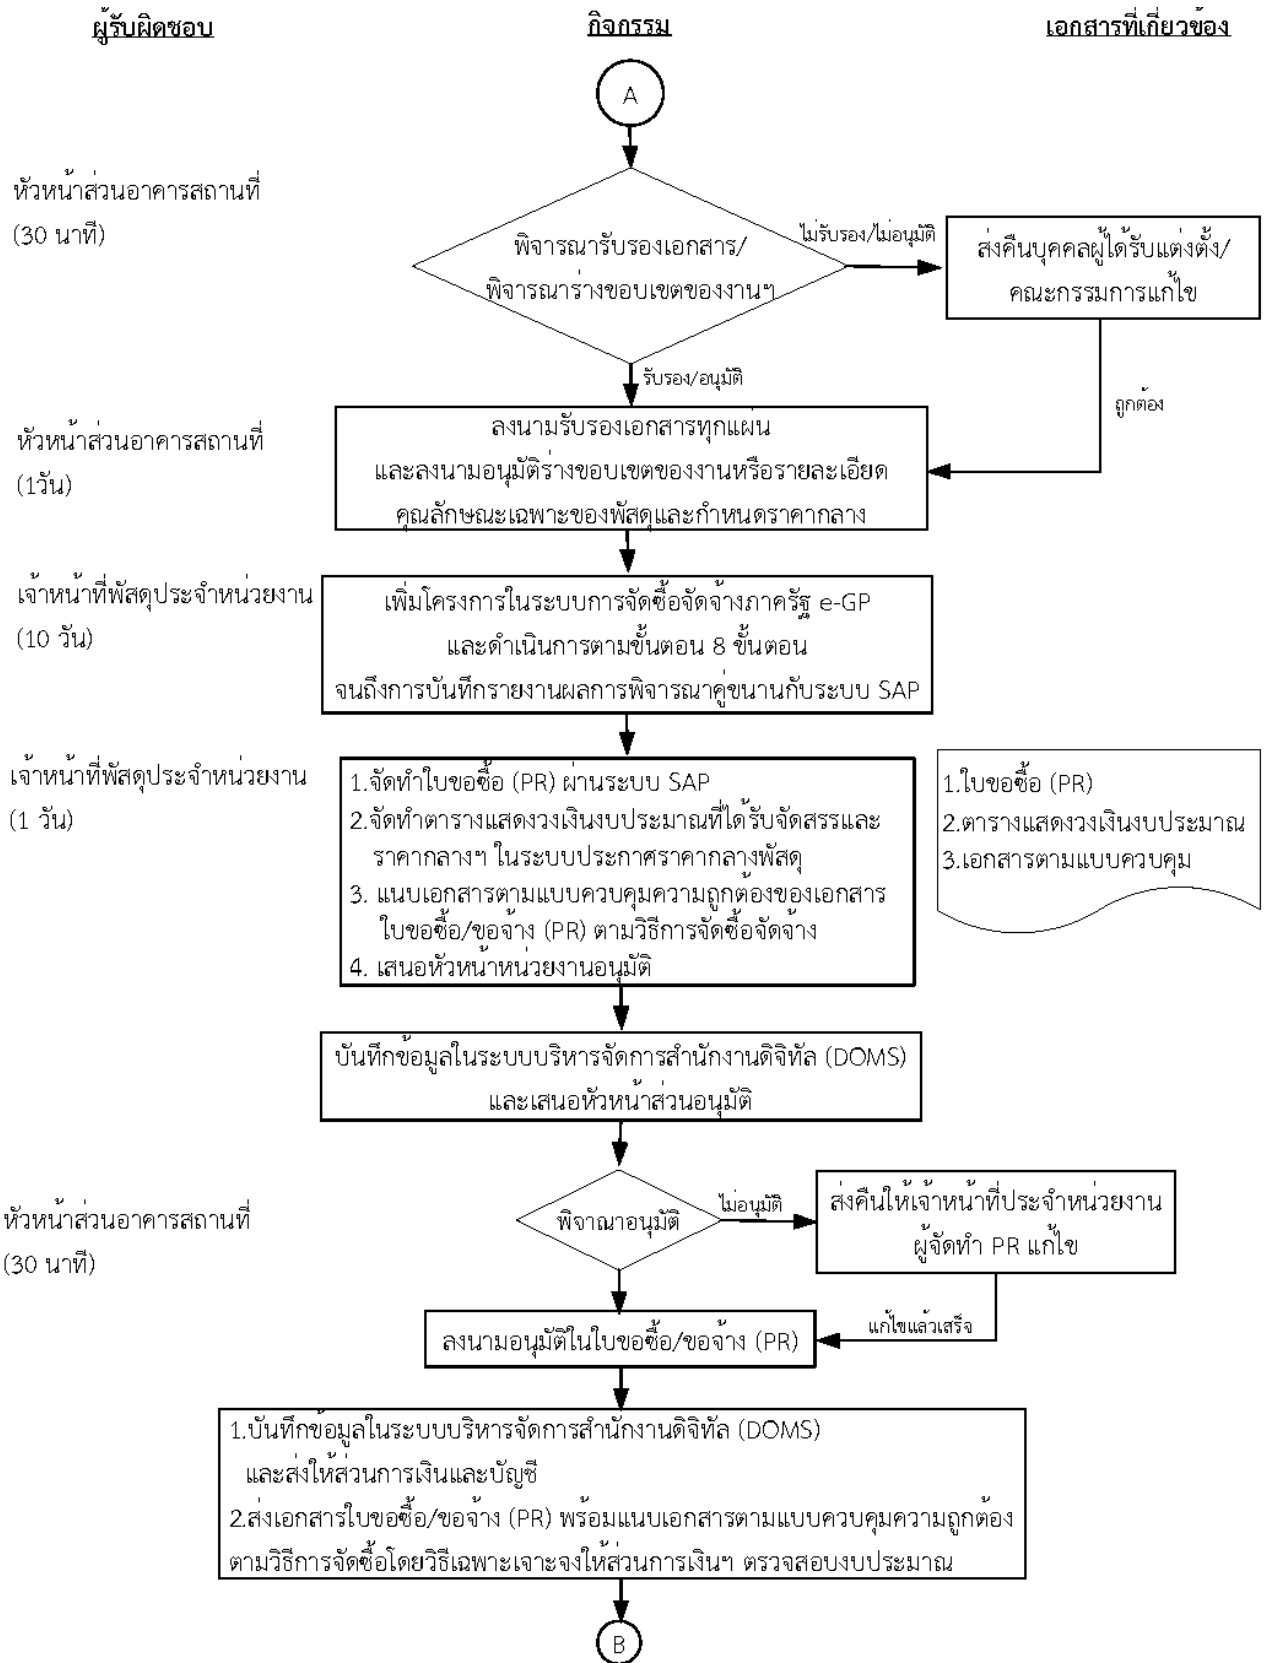 ผู้รับผิดชอบ
กิจกรรม
เอกสารที่เกี่ยวข้อง
A
หัวหน้าส่วนอาคารสถานที่
(30 นาที)
พิจารณารับรองเอกสาร/
พิจารณาร่างขอบเขตของงานฯ
ไม่รับรอง/ไม่อนุมัติ
ส่งคืนบุคคลผู้ได้รับแต่งตั้ง/
คณะกรรมการแก้ไข
รับรอง/อนุมัติ
ถูกต้อง
หัวหน้าส่วนอาคารสถานที่
(1วัน)
ลงนามรับรองเอกสารทุกแผ่น
และลงนามอนุมัติร่างขอบเขตของงานหรือรายละเอียด
คุณลักษณะเฉพาะของพัสดุและกำหนดราคากลาง
เจ้าหน้าที่พัสดุประจำหน่วยงาน
(10 วัน)
เพิ่มโครงการในระบบการจัดซื้อจัดจ้างภาครัฐ e-GP
และดำเนินการตามขั้นตอน 8 ขั้นตอน
จนถึงการบันทึกรายงานผลการพิจารณาคู่ขนานกับระบบ SAP
เจ้าหน้าที่พัสดุประจำหน่วยงาน
(1 วัน)
1.จัดทำใบขอซื้อ (PR) ผ่านระบบ SAP
2.จัดทำตารางแสดงวงเงินงบประมาณที่ได้รับจัดสรรและ
ราคากลางฯ ในระบบประกาศราคากลางพัสดุ
3. แนบเอกสารตามแบบควบคุมความถูกต้องของเอกสาร
ใบขอซื้อ/ขอจ้าง (PR) ตามวิธีการจัดซื้อจัดจ้าง
4. เสนอหัวหน้าหน่วยงานอนุมัติ
1.ใบขอซื้อ (PR)
2.ตารางแสดงวงเงินงบประมาณ
3.เอกสารตามแบบควบคุม
บันทึกข้อมูลในระบบบริหารจัดการสำนักงานดิจิทัล (DOMS)
และเสนอหัวหน้าส่วนอนุมัติ
หัวหน้าส่วนอาคารสถานที่
(30 นาที)
พิจาณาอนุมัติ
ไม่อนุมัติ
ส่งคืนให้เจ้าหน้าที่ประจำหน่วยงาน
ผู้จัดทำ PR แก้ไข
แก้ไขแล้วเสร็จ
ลงนามอนุมัติในใบขอซื้อ/ขอจ้าง (PR)
1.บันทึกข้อมูลในระบบบริหารจัดการสำนักงานดิจิทัล (DOMS)
และส่งให้ส่วนการเงินและบัญชี
2.ส่งเอกสารใบขอซื้อ/ขอจ้าง (PR) พร้อมแนบเอกสารตามแบบควบคุมความถูกต้อง
ตามวิธีการจัดซื้อโดยวิธีเฉพาะเจาะจงให้ส่วนการเงินฯ ตรวจสอบงบประมาณ
B